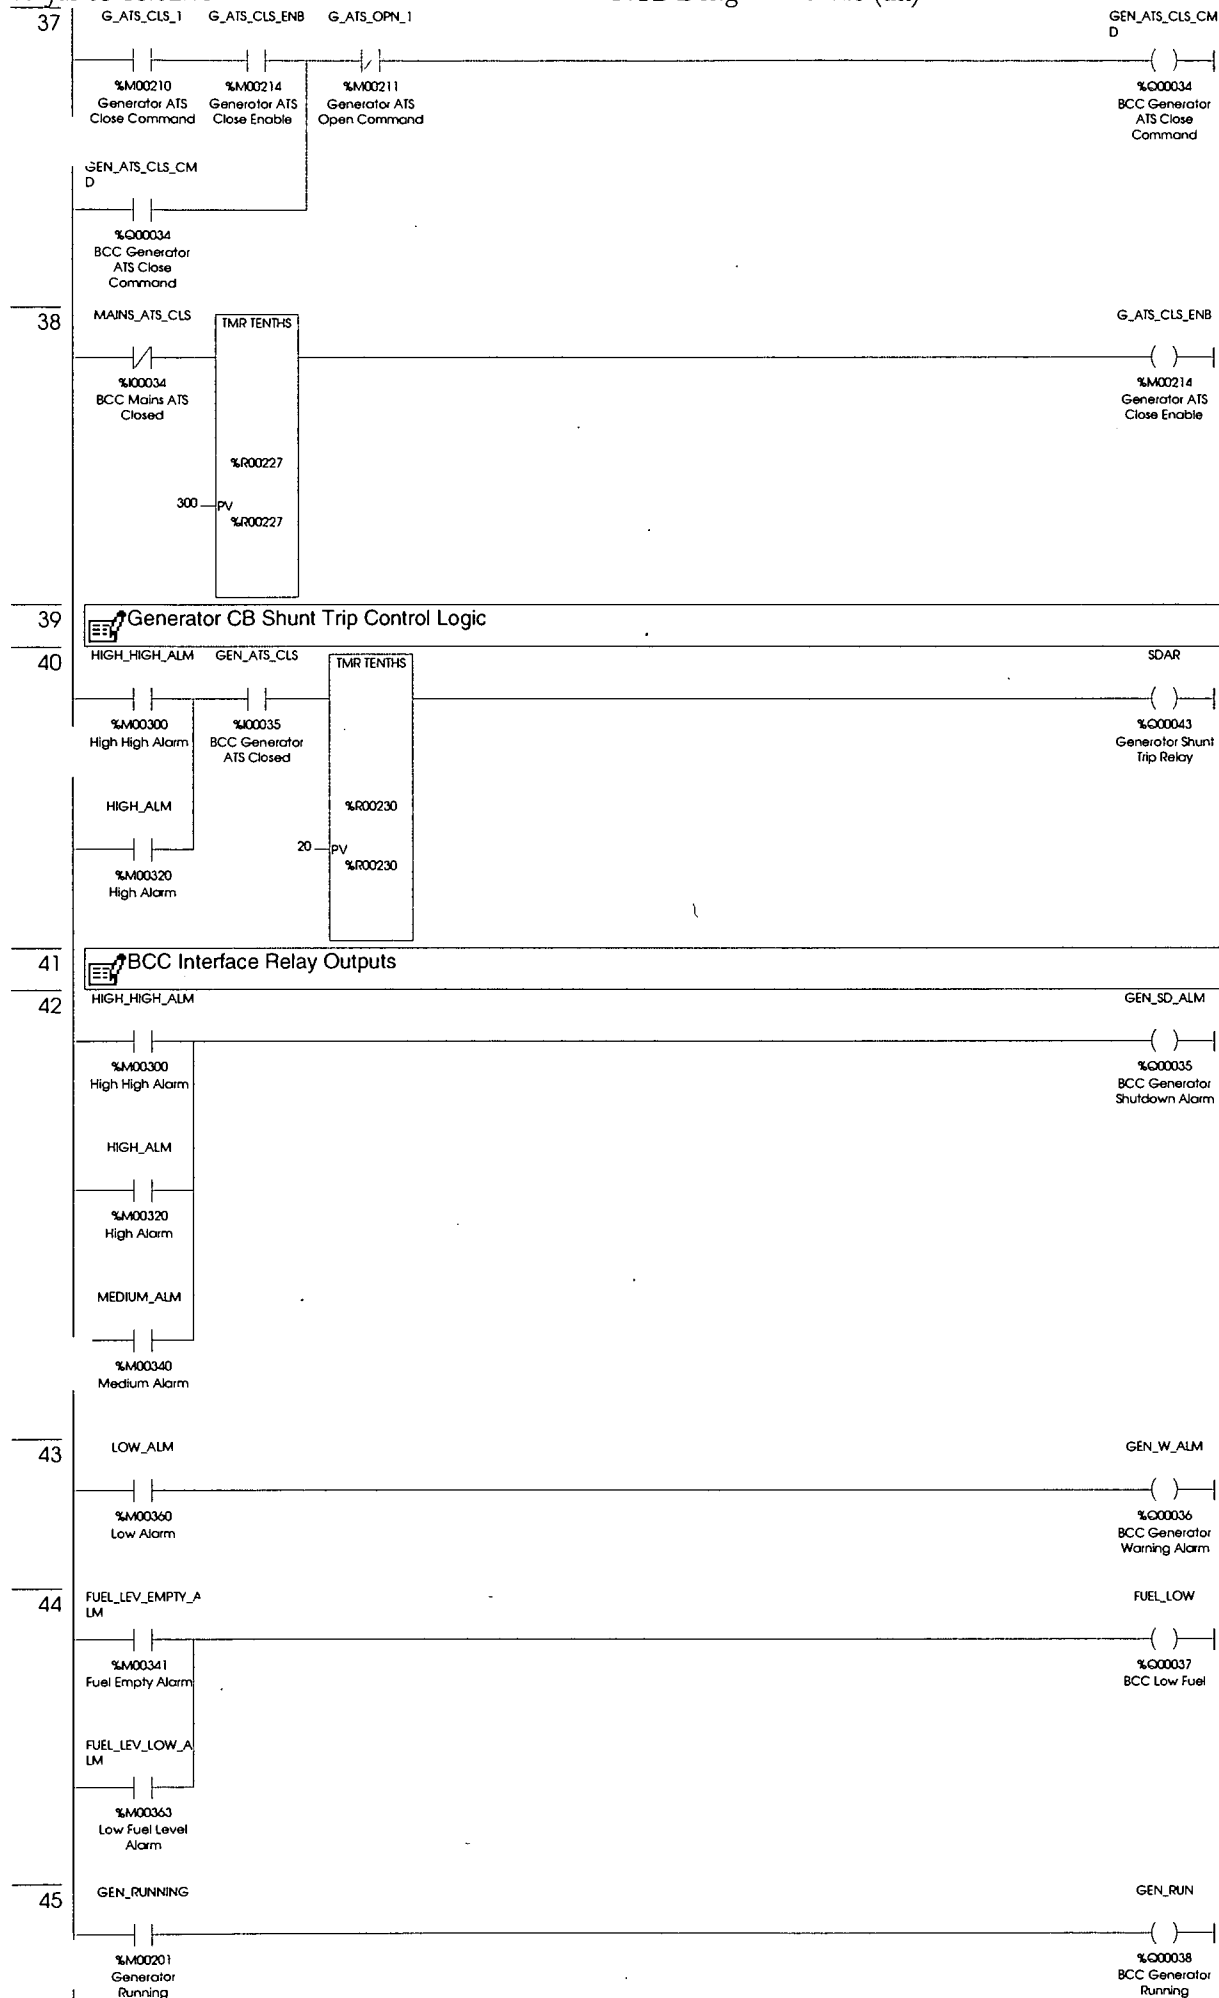 37
G_ATS_CLS_1 G_ATS_CLS_ENB G_ATS_OPN_1 GEN_ATS_CLS_CM
D
%M00210 %M00214 %M00211 %Q00034
Generator ATS Generator ATS Generator ATS BCC Generator
Close Command Close Enable Open Command ATS Close
Command
GEN_ATS_CLS_CM
D
%Q00034
BCC Generator
ATS Close
Command
38
MAINS_ATS_CLS TMR TENTHS G_ATS_CLS_ENB
%I00034 %M00214
BCC Mains ATS Generator ATS
Closed Close Enable
%R00227
300 PV
%R00227
39 Generator CB Shunt Trip Control Logic
40
HIGH_HIGH_ALM GEN_ATS_CLS TMR TENTHS SDAR
%M00300 %I00035 %Q00043
High High Alarm BCC Generator Generator Shunt
ATS Closed Trip Relay
HIGH_ALM %R00230
20 PV
%R00230
%M00320
High Alarm
41 BCC Interface Relay Outputs
42
HIGH_HIGH_ALM GEN_SD_ALM
%M00300 %Q00035
High High Alarm BCC Generator
Shutdown Alarm
HIGH_ALM
%M00320
High Alarm
MEDIUM_ALM
%M00340
Medium Alarm
43
LOW_ALM GEN_W_ALM
%M00360 %Q00036
Low Alarm BCC Generator
Warning Alarm
44
FUEL_LEV_EMPTY_A FUEL_LOW
LM
%M00341 %Q00037
Fuel Empty Alarm BCC Low Fuel
FUEL_LEV_LOW_A
LM
%M00363
Low Fuel Level
Alarm
45
GEN_RUNNING GEN_RUN
%M00201 %Q00038
Generator BCC Generator
Running Running